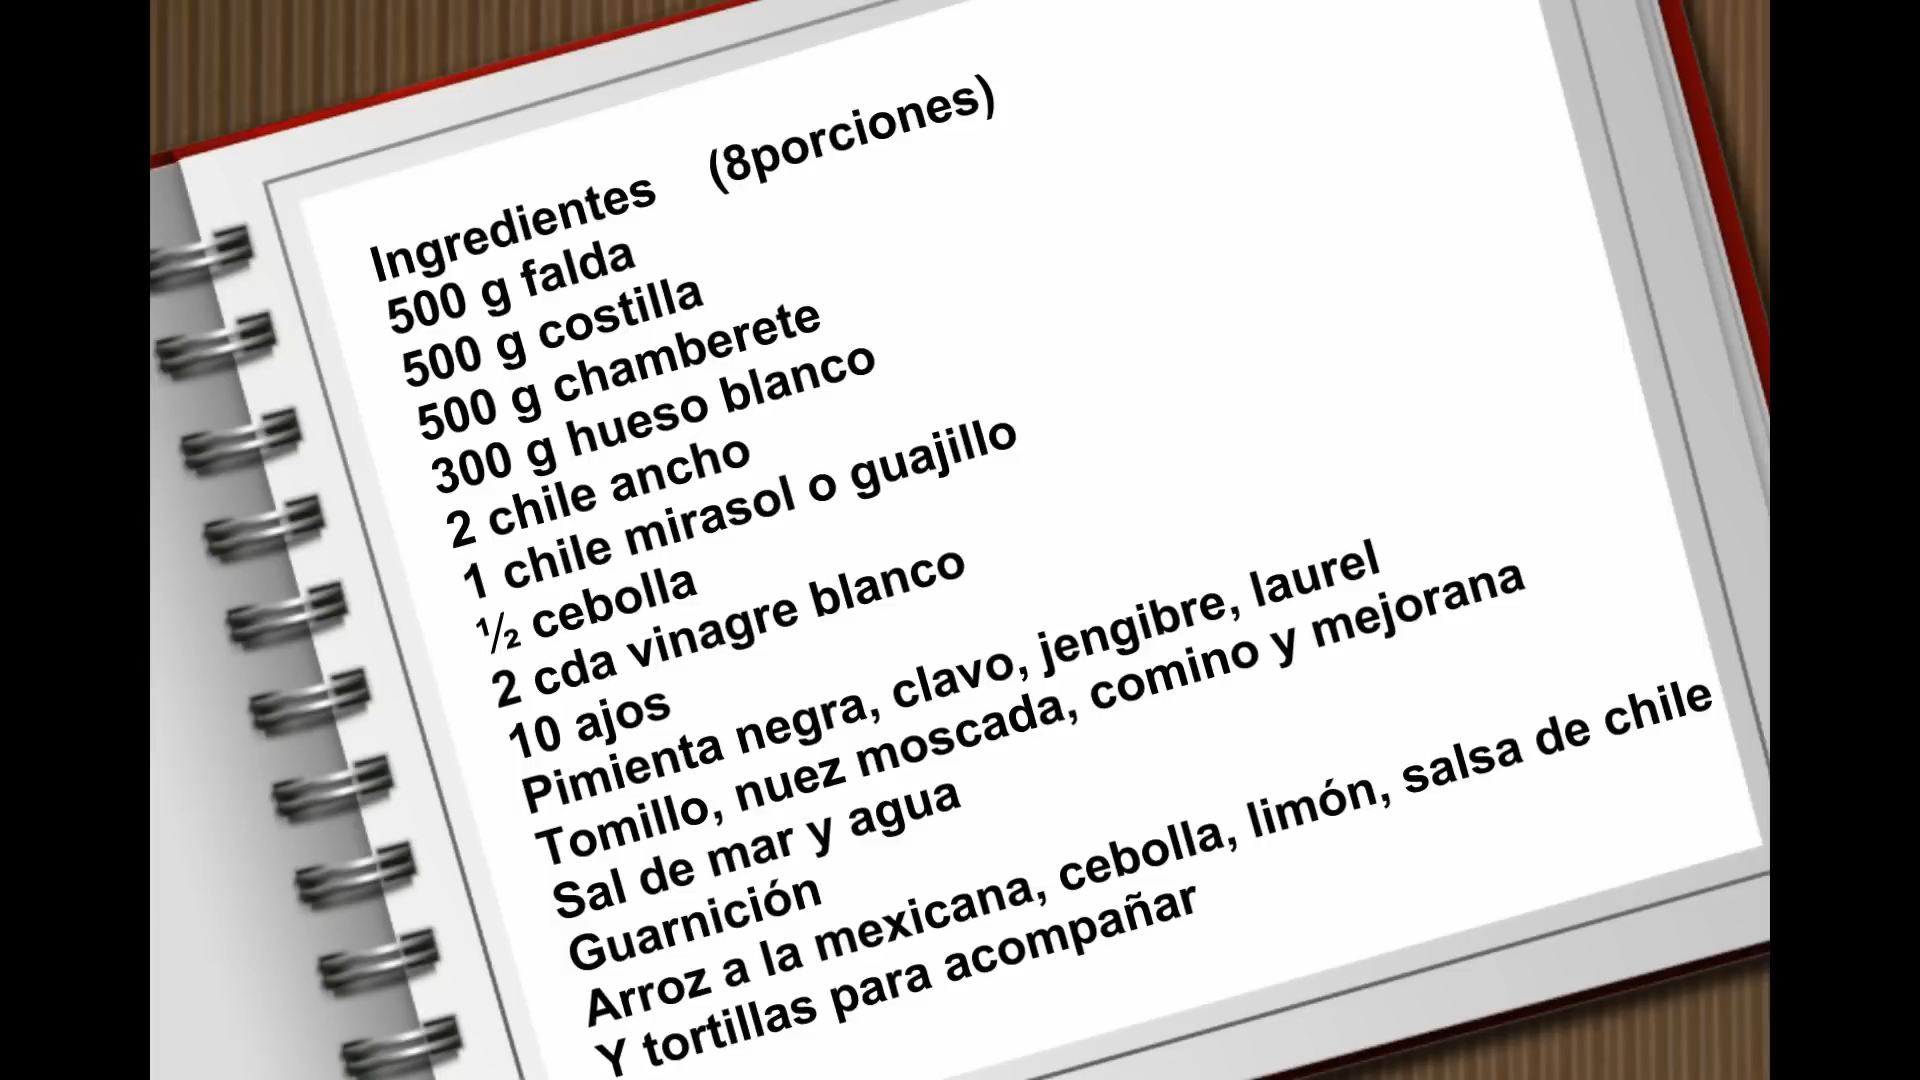 Ingredientes (8porciones)
500 g falda
500 g costilla
500 g chamberete
300 g hueso blanco
2 chile ancho
1 chile mirasol o guajillo
½ cebolla
2 cda vinagre blanco
10 ajos
Pimienta negra, clavo, jengibre, laurel
Tomillo, nuez moscada, comino y mejorana
Sal de mar y agua
Guarnición
Arroz a la mexicana, cebolla, limón, salsa de chile
Y tortillas para acompañar